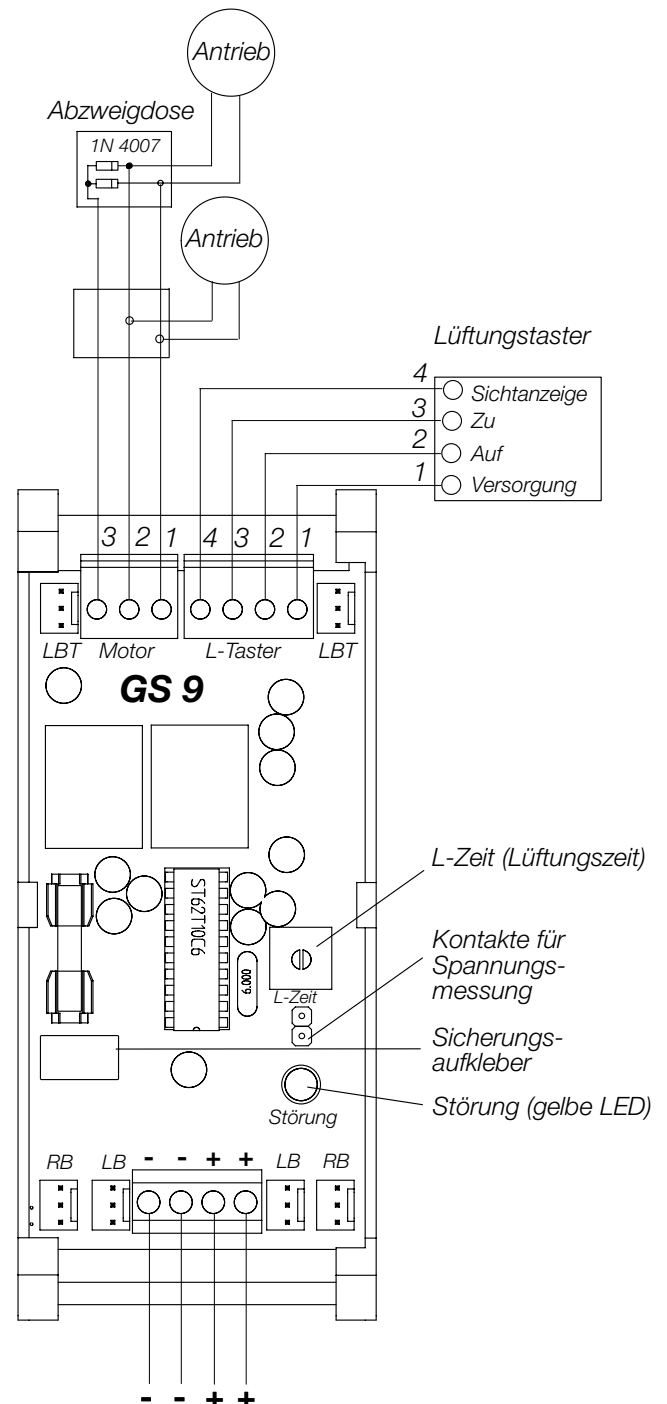 Antrieb
Abzweigdose
1N 4007
Antrieb
Lüftungstaster
4 Sichtanzeige
3 Zu
2 Auf
1 Versorgung
3 2 1 4 3 2 1
LBT Motor L-Taster LBT
GS 9
ST62T10C6
6.000
L-Zeit (Lüftungszeit)
Kontakte für
Spannungs-
messung
L-Zeit
Sicherungs-
aufkleber
Störung (gelbe LED)
Störung
RB LB - - + + LB RB
- - + +